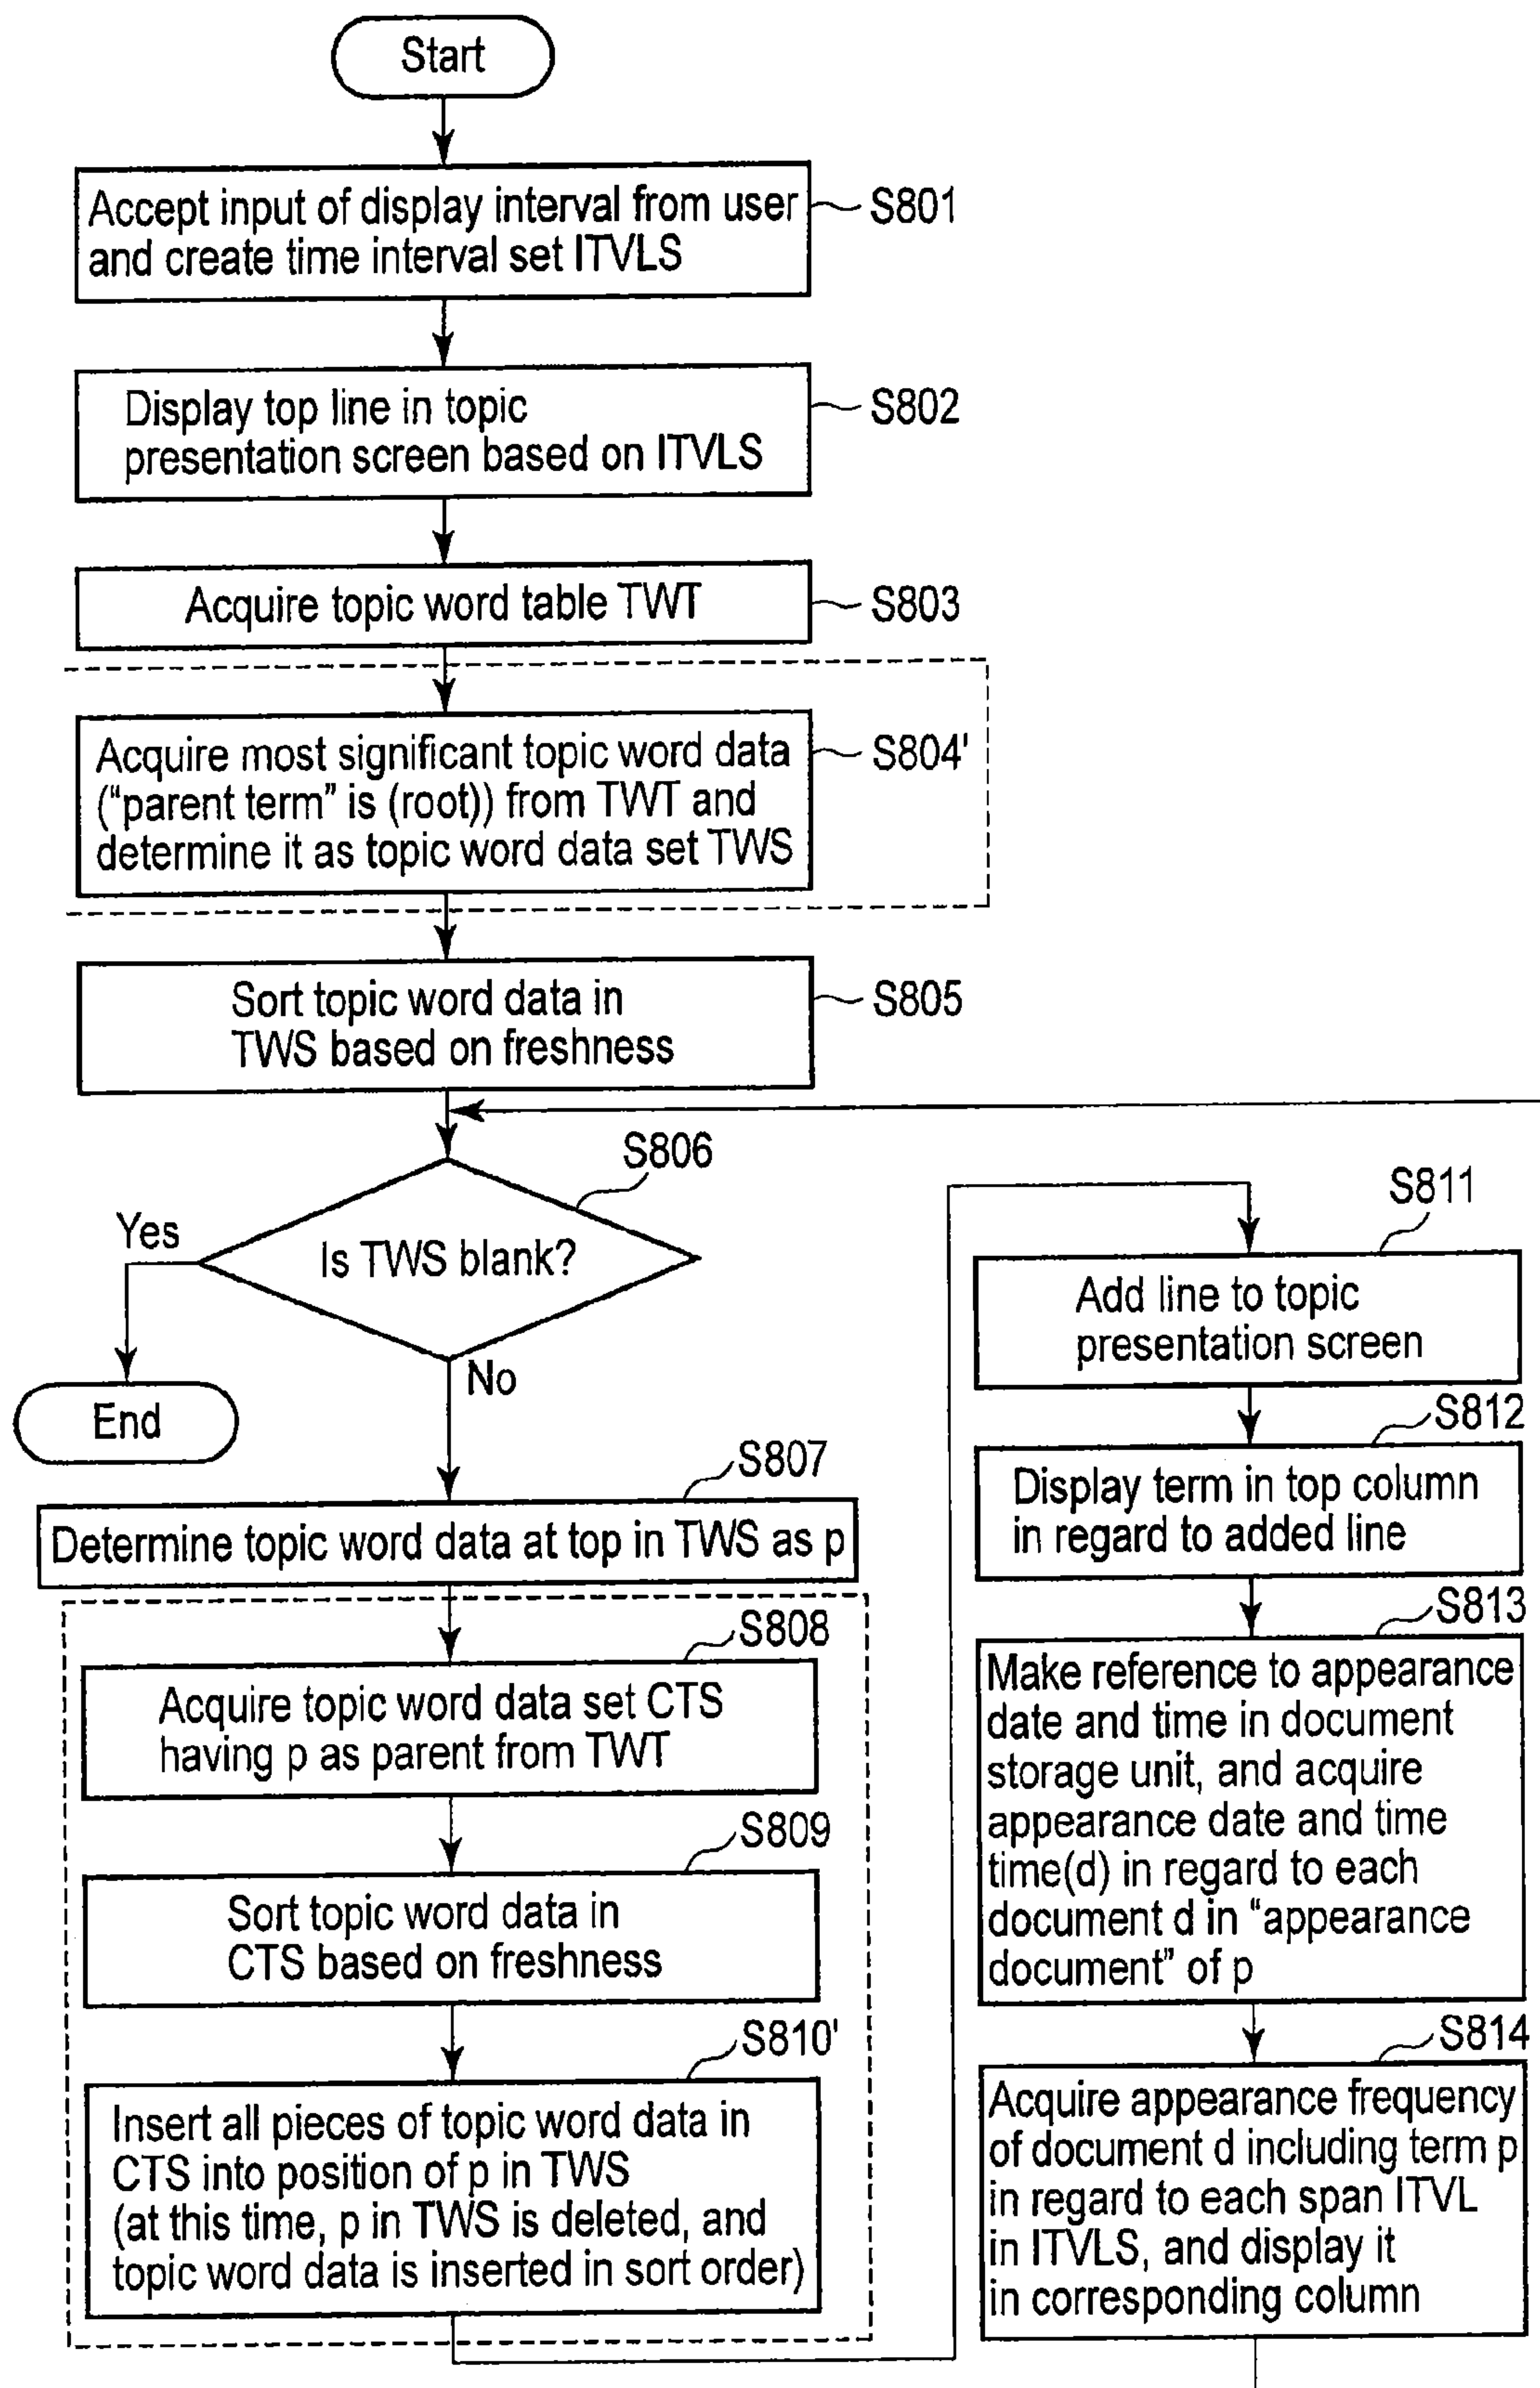 Start
Accept input of display interval from user
and create time interval set ITVLS
S801
Display top line in topic
presentation screen based on ITVLS
S802
Acquire topic word table TWT
S803
Acquire most significant topic word data
(“parent term” is (root)) from TWT and
determine it as topic word data set TWS
S804'
Sort topic word data in
TWS based on freshness
S805
S806
Is TWS blank?
Yes
End
No
S807
Determine topic word data at top in TWS as p
S808
Acquire topic word data set CTS
having p as parent from TWT
S809
Sort topic word data in
CTS based on freshness
S810'
Insert all pieces of topic word data in
CTS into position of p in TWS
(at this time, p in TWS is deleted, and
topic word data is inserted in sort order)
S811
Add line to topic
presentation screen
S812
Display term in top column
in regard to added line
S813
Make reference to appearance
date and time in document
storage unit, and acquire
appearance date and time
time(d) in regard to each
document d in “appearance
document” of p
S814
Acquire appearance frequency
of document d including term p
in regard to each span ITVL
in ITVLS, and display it
in corresponding column